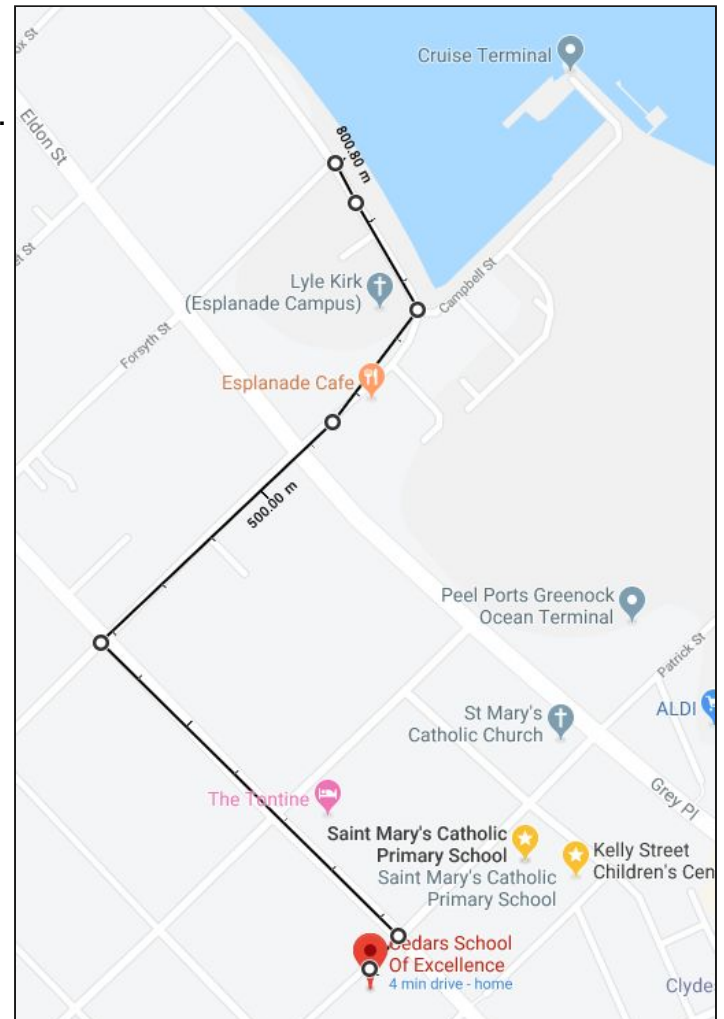 Cruise Terminal
Eldon St
800.80 m
Lyle Kirk
(Esplanade Campus)
Campbell St
Forsyth St
Esplanade Cafe
500.00 m
Peel Ports Greenock
Ocean Terminal
Patrick St
St Mary's
Catholic Church
ALDI
The Tontine
Grey Pl
Saint Mary's Catholic
Primary School
Saint Mary's Catholic
Primary School
Kelly Street
Children's Cen
Cedars School
Of Excellence
4 min drive - home
Clyde